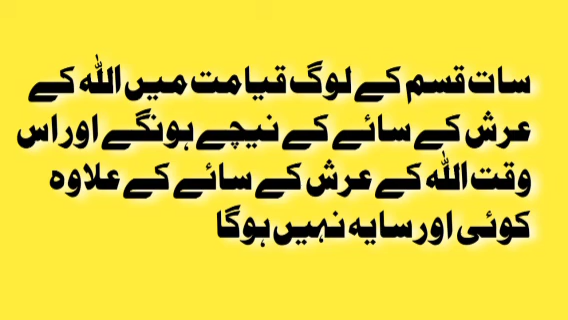 سات قسم کے لوگ قیامت میں اللہ کے
عرش کے سائے کے نیچے ہونگے اور اس
وقت اللہ کے عرش کے سائے کے علاوہ
کوئی اور سایہ نہیں ہوگا